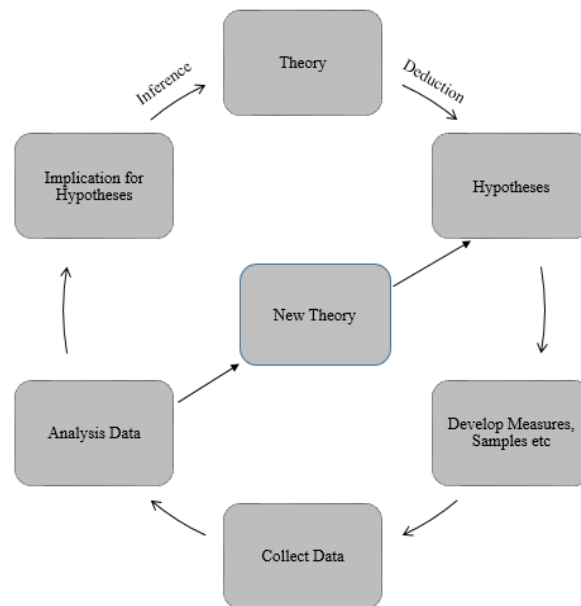 Theory
Inference
Deduction
Implication for
Hypotheses
Hypotheses
New Theory
Analysis Data
Develop Measures,
Samples etc
Collect Data